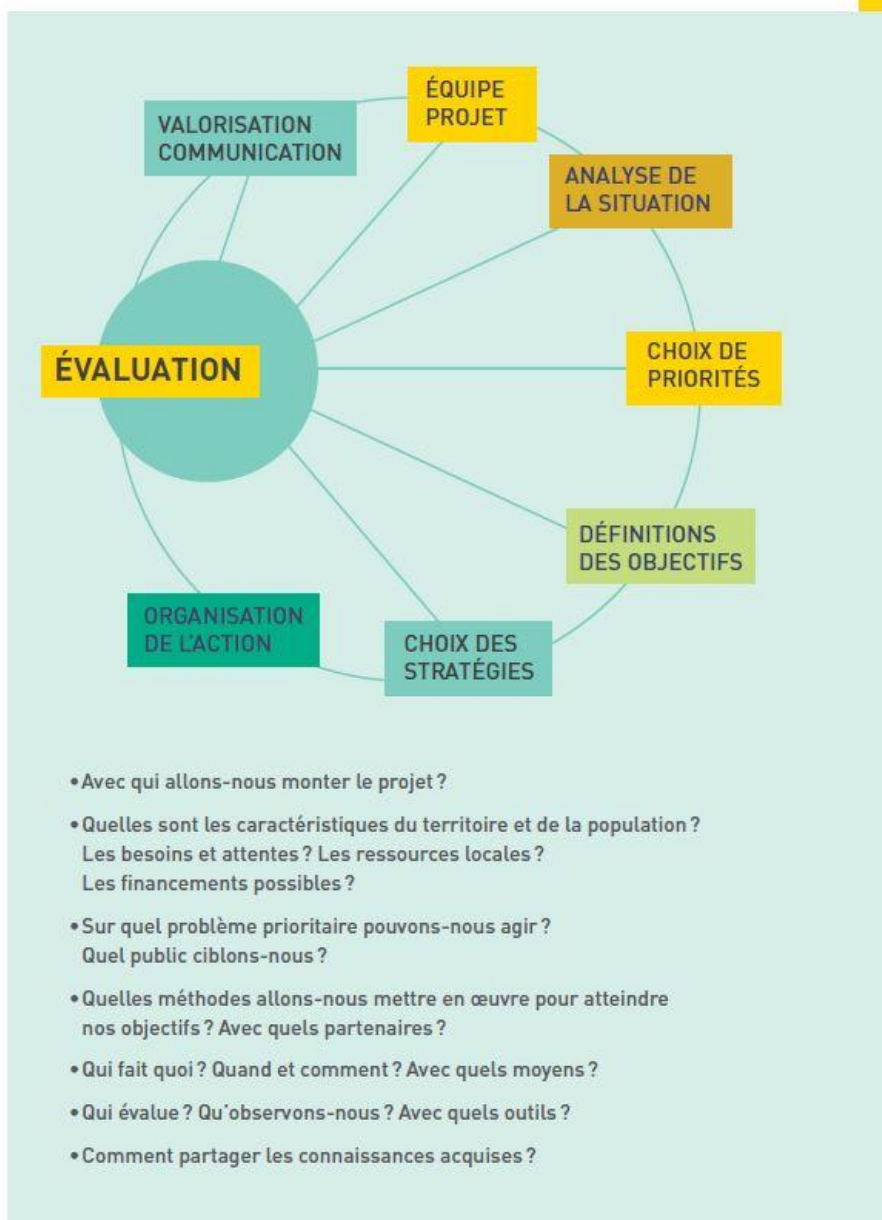 VALORISATION
COMMUNICATION
ÉQUIPE
PROJET
ANALYSE DE
LA SITUATION
ÉVALUATION
CHOIX DE
PRIORITÉS
DÉFINITIONS
DES OBJECTIFS
ORGANISATION
DE L'ACTION
CHOIX DES
STRATÉGIES
• Avec qui allons-nous monter le projet ?
• Quelles sont les caractéristiques du territoire et de la population ?
Les besoins et attentes ? Les ressources locales ?
Les financements possibles ?
• Sur quel problème prioritaire pouvons-nous agir ?
Quel public ciblons-nous ?
• Quelles méthodes allons-nous mettre en œuvre pour atteindre
nos objectifs ? Avec quels partenaires ?
• Qui fait quoi ? Quand et comment ? Avec quels moyens ?
• Qui évalue ? Qu'observons-nous ? Avec quels outils ?
• Comment partager les connaissances acquises ?